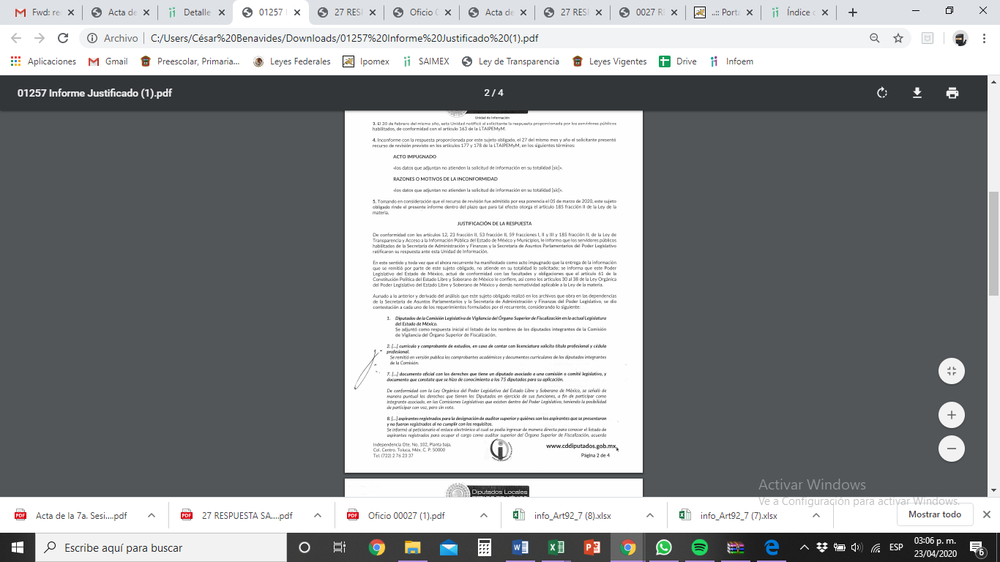 Fwd: re
Acta de
Detalle
01257 I
27 RESP
Oficio 0
Acta de
27 RESP
0027 RE
..:: Porta
Índice d
Archivo
C:/Users/César%20Benavides/Downloads/01257%20Informe%20Justificado%20(1).pdf
Aplicaciones
Gmail
Preescolar, Primaria...
Leyes Federales
Ipomex
SAIMEX
Ley de Transparencia
Leyes Vigentes
Drive
Infoem
01257 Informe Justificado (1).pdf
2 / 4
Unidad de Información
3. El 20 de febrero del mismo año, esta Unidad notificó al solicitante la respuesta proporcionada por los servidores públicos
habilitados, de conformidad con el artículo 163 de la LTAIPEMyM.
4. Inconforme con la respuesta proporcionada por este sujeto obligado, el 27 del mismo mes y año el solicitante presentó
recurso de revisión previsto en los artículos 177 y 178 de la LTAIPEMyM, en los siguientes términos:
ACTO IMPUGNADO
«los datos que adjuntan no atienden la solicitud de información en su totalidad [sic]».
RAZONES O MOTIVOS DE LA INCONFORMIDAD
«los datos que adjuntan no atienden la solicitud de información en su totalidad [sic]».
5. Tomando en consideración que el recurso de revisión fue admitido por esa ponencia el 05 de marzo de 2020, este sujeto
obligado rinde el presente informe dentro del plazo que para tal efecto otorga el artículo 185 fracción II de la Ley de la
materia.
JUSTIFICACIÓN DE LA RESPUESTA
De conformidad con los artículos 12, 23 fracción II, 53 fracción II, 59 fracciones I, II y III y 185 fracción II, de la Ley de
Transparencia y Acceso a la Información Pública del Estado de México y Municipios, le informo que los servidores públicos
habilitados de la Secretaría de Administración y Finanzas y la Secretaría de Asuntos Parlamentarios del Poder Legislativo
ratificaron su respuesta ante esta Unidad de Información.
En este sentido y toda vez que el ahora recurrente ha manifestado como acto impugnado que la entrega de la información
que se remitió por parte de este sujeto obligado, no atiende en su totalidad lo solicitado; se informa que este Poder
Legislativo del Estado de México, actuó de conformidad con las facultades y obligaciones que el artículo 61 de la
Constitución Política del Estado Libre y Soberano de México le confiere, así como los artículos 30 al 38 de la Ley Orgánica
del Poder Legislativo del Estado Libre y Soberano de México y demás normatividad aplicable a la Ley de la materia.
Aunado a lo anterior y derivado del análisis que este sujeto obligado realizó en los archivos que obra en las dependencias
de la Secretaría de Asuntos Parlamentarios y la Secretaría de Administración y Finanzas del Poder Legislativo, se dio
contestación a cada uno de los requerimientos formulados por el recurrente, considerando lo siguiente:
1. Diputados de la Comisión Legislativa de Vigilancia del Órgano Superior de Fiscalización en la actual Legislatura
del Estado de México.
Se adjuntó como respuesta inicial el listado de los nombres de los diputados integrantes de la Comisión
de Vigilancia del Órgano Superior de Fiscalización.
2. [...] currículo y comprobante de estudios, en caso de contar con licenciatura solicito título profesional y cédula
profesional.
Se remitió en versión publica los comprobantes académicos y documentos curriculares de los diputados integrantes
de la Comisión.
7. [...] documento oficial con los derechos que tiene un diputado asociado a una comisión o comité legislativo, y
documento que constate que se hizo de conocimiento a los 75 diputados para su aplicación.
De conformidad con la Ley Orgánica del Poder Legislativo del Estado Libre y Soberano de México, se señaló de
manera puntual los derechos que tienen los Diputados en ejercicio de sus funciones, a fin de participar como
integrante asociado, en las Comisiones Legislativas que existen dentro del Poder Legislativo, teniendo la posibilidad
de participar con voz, pero sin voto.
8. [...] aspirantes registrados para la designación de auditor superior y quiénes son los aspirantes que se presentaron
y no fueron registrados al no cumplir con los requisitos.
Se informó al peticionario el enlace electrónico al cual se podía ingresar de manera directa para conocer el listado de
aspirantes registrados para ocupar el cargo como auditor superior del Órgano Superior de Fiscalización, acuerdo
Independencia Ote. No. 102, Planta baja,
Col. Centro. Toluca, Méx. C. P. 50000
Tel. (722) 2 76 23 37
www.cddiputados.gob.mx
Página 2 de 4
Diputados Locales
Activar Windows
Ve a Configuración para activar Windows.
Acta de la 7a. Sesi....pdf
27 RESPUESTA SA....pdf
Oficio 00027 (1).pdf
info_Art92_7 (8).xlsx
info_Art92_7 (7).xlsx
Mostrar todo
Escribe aquí para buscar
ESP
03:06 p. m.
23/04/2020
6